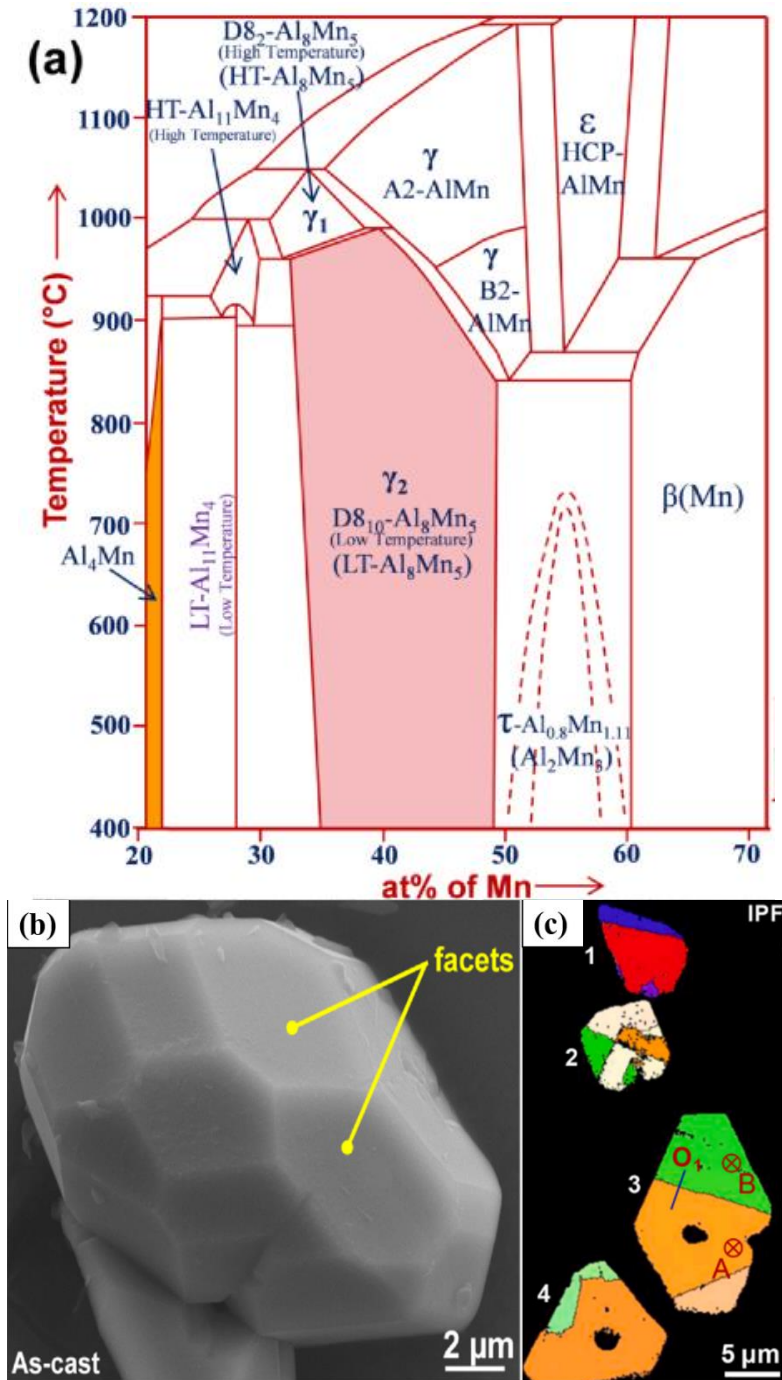 (a)
1200
1100
1000
900
800
700
600
500
400
Temperature (°C) →
D8₂-Al₈Mn₅
(High Temperature)
(HT-Al₈Mn₅)
HT-Al₁₁Mn₄
(High Temperature)
γ₁
γ
A2-AlMn
ε
HCP-
AlMn
γ
B2-
AlMn
γ₂
D8₁₀-Al₈Mn₅
(Low Temperature)
(LT-Al₈Mn₅)
β(Mn)
Al₄Mn
LT-Al₁₁Mn₄
(Low Temperature)
τ-Al₀.₈Mn₁.₁₁
(Al₂Mn₃)
20 30 40 50 60 70
at% of Mn →
(b)
facets
As-cast
2 μm
(c)
IPF
1
2
3
4
O₁
B
A
5 μm